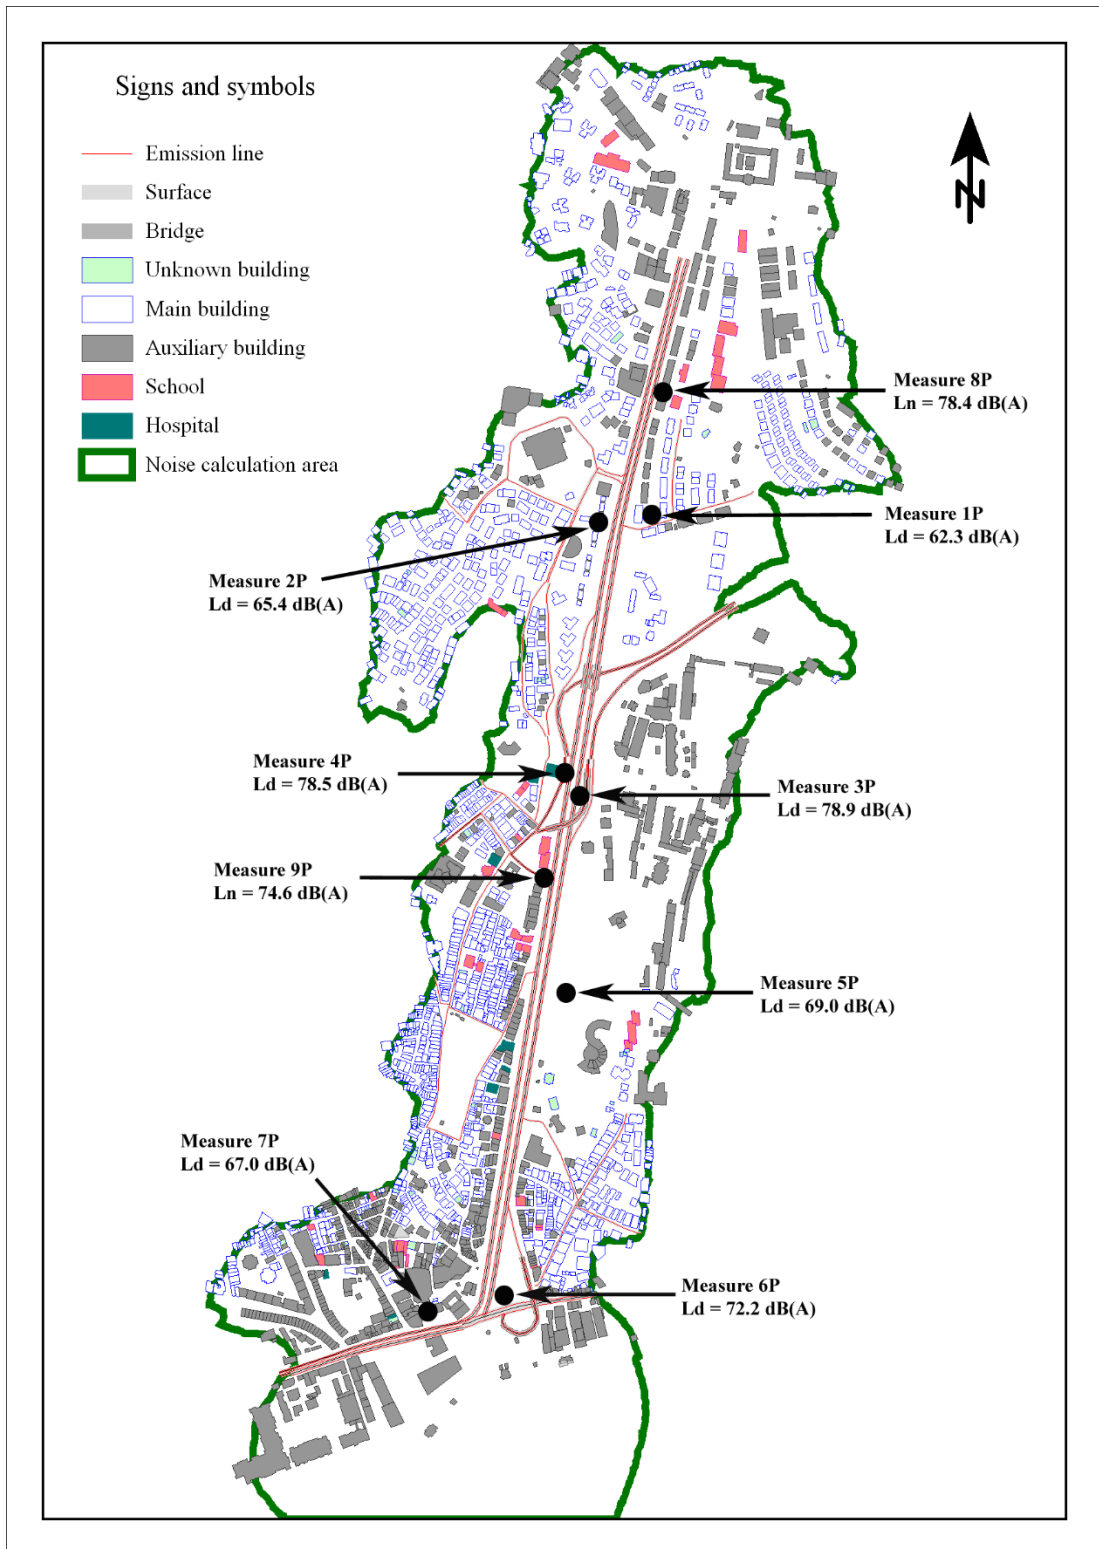 Signs and symbols
Emission line
Surface
Bridge
Unknown building
Main building
Auxiliary building
School
Hospital
Noise calculation area
N
Measure 8P
Ln = 78.4 dB(A)
Measure 1P
Ld = 62.3 dB(A)
Measure 2P
Ld = 65.4 dB(A)
Measure 4P
Ld = 78.5 dB(A)
Measure 3P
Ld = 78.9 dB(A)
Measure 9P
Ln = 74.6 dB(A)
Measure 5P
Ld = 69.0 dB(A)
Measure 7P
Ld = 67.0 dB(A)
Measure 6P
Ld = 72.2 dB(A)